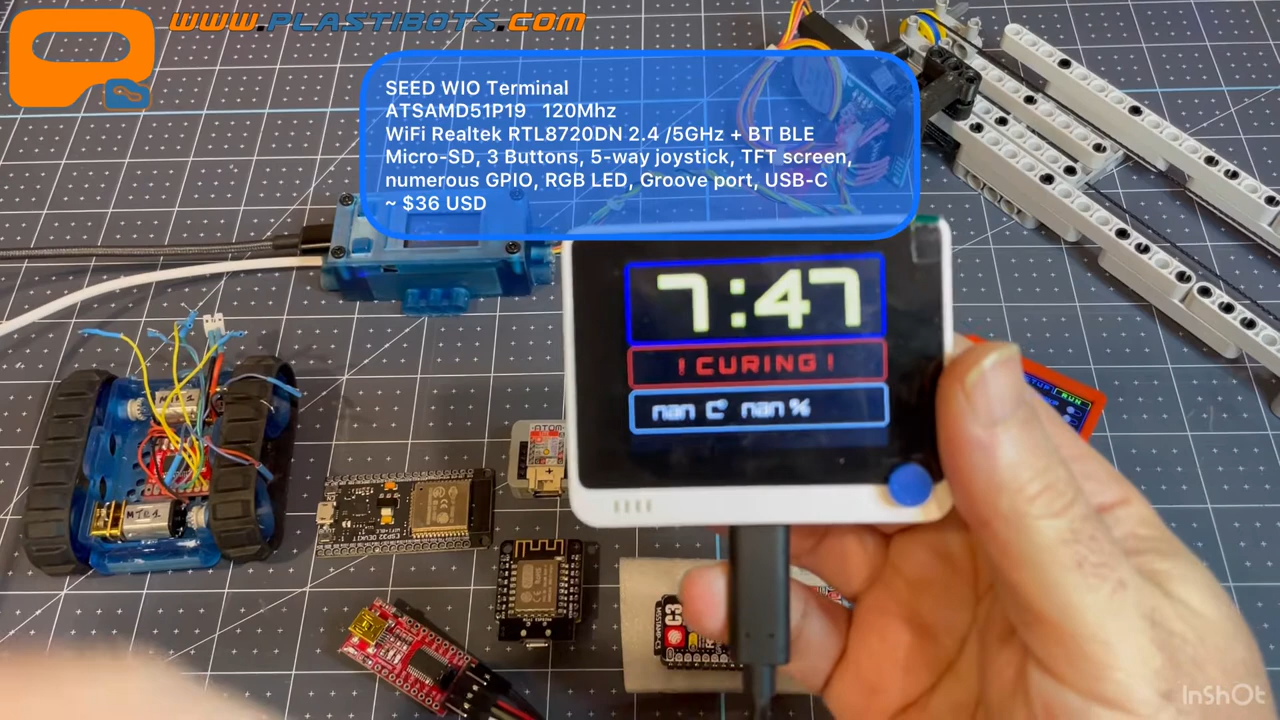 www.PLASTIBOTS.com
SEED WIO Terminal
ATSAMD51P19 120Mhz
WiFi Realtek RTL8720DN 2.4 /5GHz + BT BLE
Micro-SD, 3 Buttons, 5-way joystick, TFT screen,
numerous GPIO, RGB LED, Groove port, USB-C
~ $36 USD
7:47
! CURING !
nan C° nan %
RUN
ATOM
MTR1
ESP32 DEVKIT
C3
InShOt